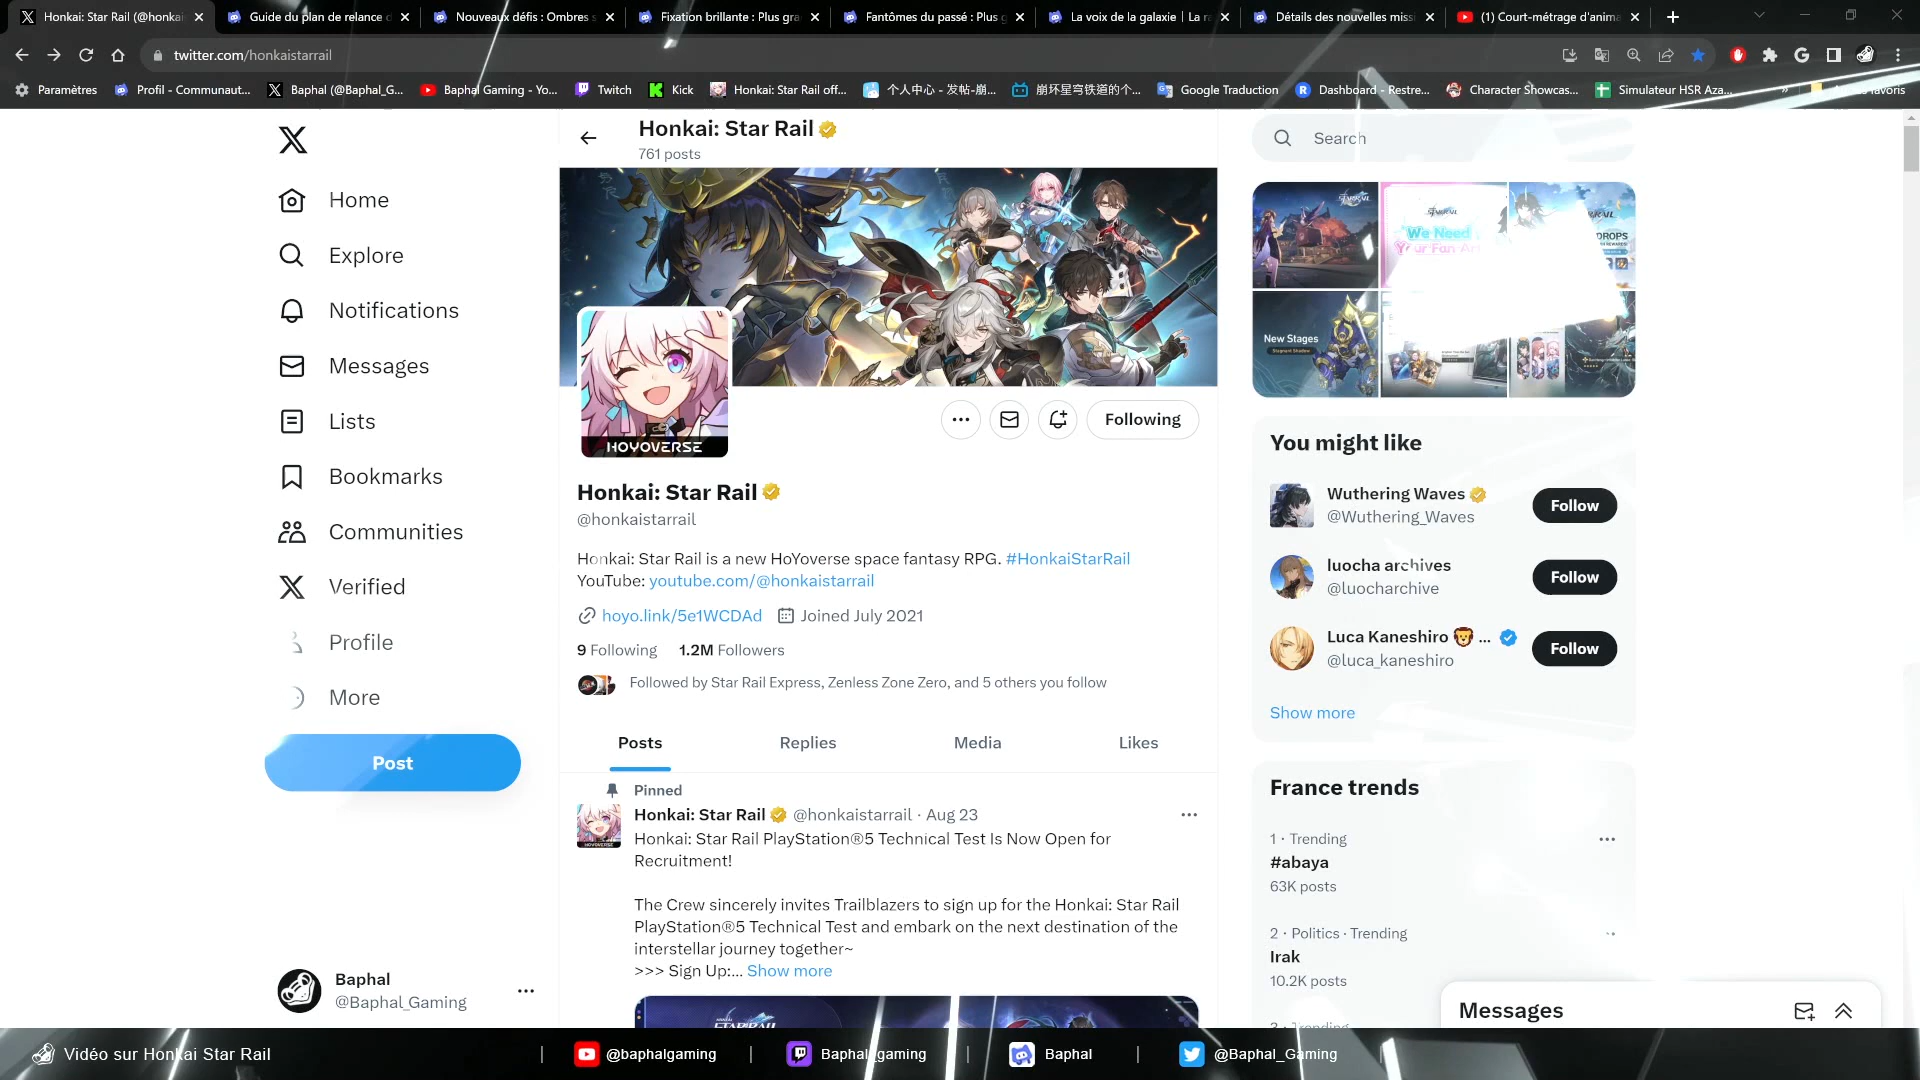 Honkai: Star Rail (@honkai
Guide du plan de relance d
Nouveaux défis : Ombres s
Fixation brillante : Plus gra
Fantômes du passé : Plus g
La voix de la galaxie | La ra
Détails des nouvelles missi
(1) Court-métrage d'anima
twitter.com/honkaistarrail
Paramètres
Profil - Communaut...
Baphal (@Baphal_G...
Baphal Gaming - Yo...
Twitch
Kick
Honkai: Star Rail off...
个人中心 - 发帖-崩...
崩坏星穹铁道的个...
Google Traduction
Dashboard - Restre...
Character Showcas...
Simulateur HSR Aza...
»
favoris
Home
Explore
Notifications
Messages
Lists
Bookmarks
Communities
Verified
Profile
More
Post
Baphal
@Baphal_Gaming
Honkai: Star Rail
761 posts
HOYOVERSE
Following
Honkai: Star Rail
@honkaistarrail
Honkai: Star Rail is a new HoYoverse space fantasy RPG. #HonkaiStarRail
YouTube: youtube.com/@honkaistarrail
hoyo.link/5e1WCDAd Joined July 2021
9 Following 1.2M Followers
Followed by Star Rail Express, Zenless Zone Zero, and 5 others you follow
Posts
Replies
Media
Likes
Pinned
Honkai: Star Rail @honkaistarrail · Aug 23
Honkai: Star Rail PlayStation®5 Technical Test Is Now Open for
Recruitment!
The Crew sincerely invites Trailblazers to sign up for the Honkai: Star Rail
PlayStation®5 Technical Test and embark on the next destination of the
interstellar journey together~
>>> Sign Up:... Show more
Search
We Need
Your Fan Art
DROPS
New Stages
Stagnant Shadow
You might like
Wuthering Waves
@Wuthering_Waves
Follow
luocha archives
@luocharchive
Follow
Luca Kaneshiro 🦁 ...
@luca_kaneshiro
Follow
Show more
France trends
1 · Trending
#abaya
63K posts
2 · Politics · Trending
Irak
10.2K posts
3 · Trending
Messages
Vidéo sur Honkai Star Rail
|
@baphalgaming
|
Baphal_gaming
|
Baphal
|
@Baphal_Gaming